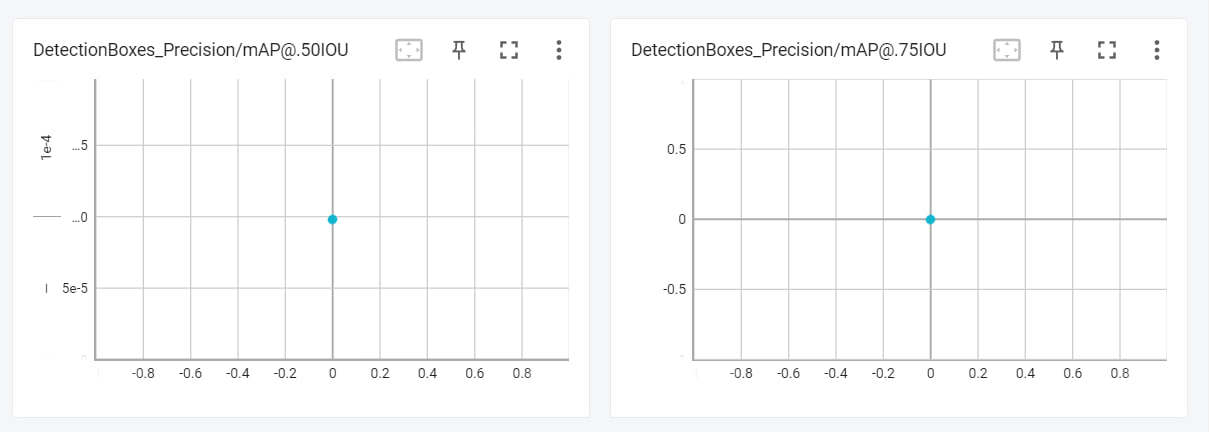 DetectionBoxes_Precision/mAP@.50IOU
1e-4
...5
...0
5e-5
-0.8 -0.6 -0.4 -0.2 0 0.2 0.4 0.6 0.8
DetectionBoxes_Precision/mAP@.75IOU
0.5
0
-0.5
-0.8 -0.6 -0.4 -0.2 0 0.2 0.4 0.6 0.8